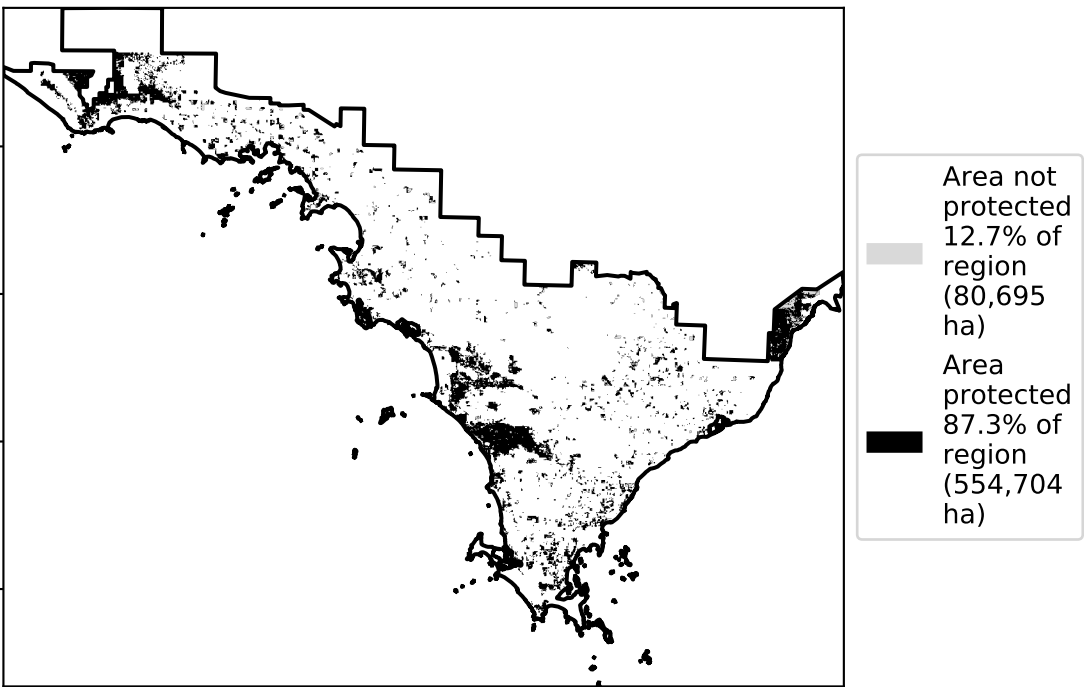 Area not
protected
12.7% of
region
(80,695
ha)
Area
protected
87.3% of
region
(554,704
ha)